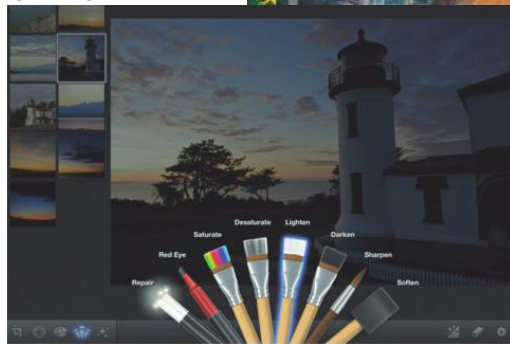 Desaturate Lighten
Saturate Darken
Red Eye Sharpen
Repair Soften